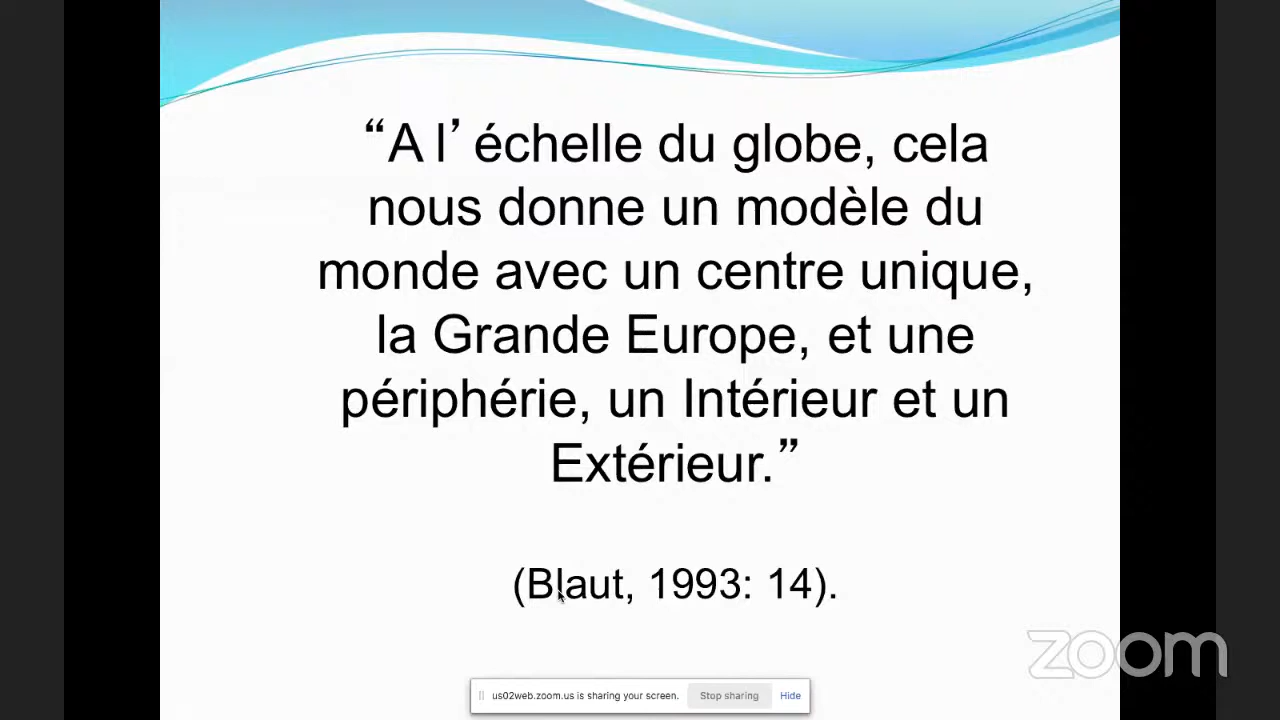 “A l’échelle du globe, cela
nous donne un modèle du
monde avec un centre unique,
la Grande Europe, et une
périphérie, un Intérieur et un
Extérieur.”
(Blaut, 1993: 14).
zoom
us02web.zoom.us is sharing your screen. Stop sharing Hide